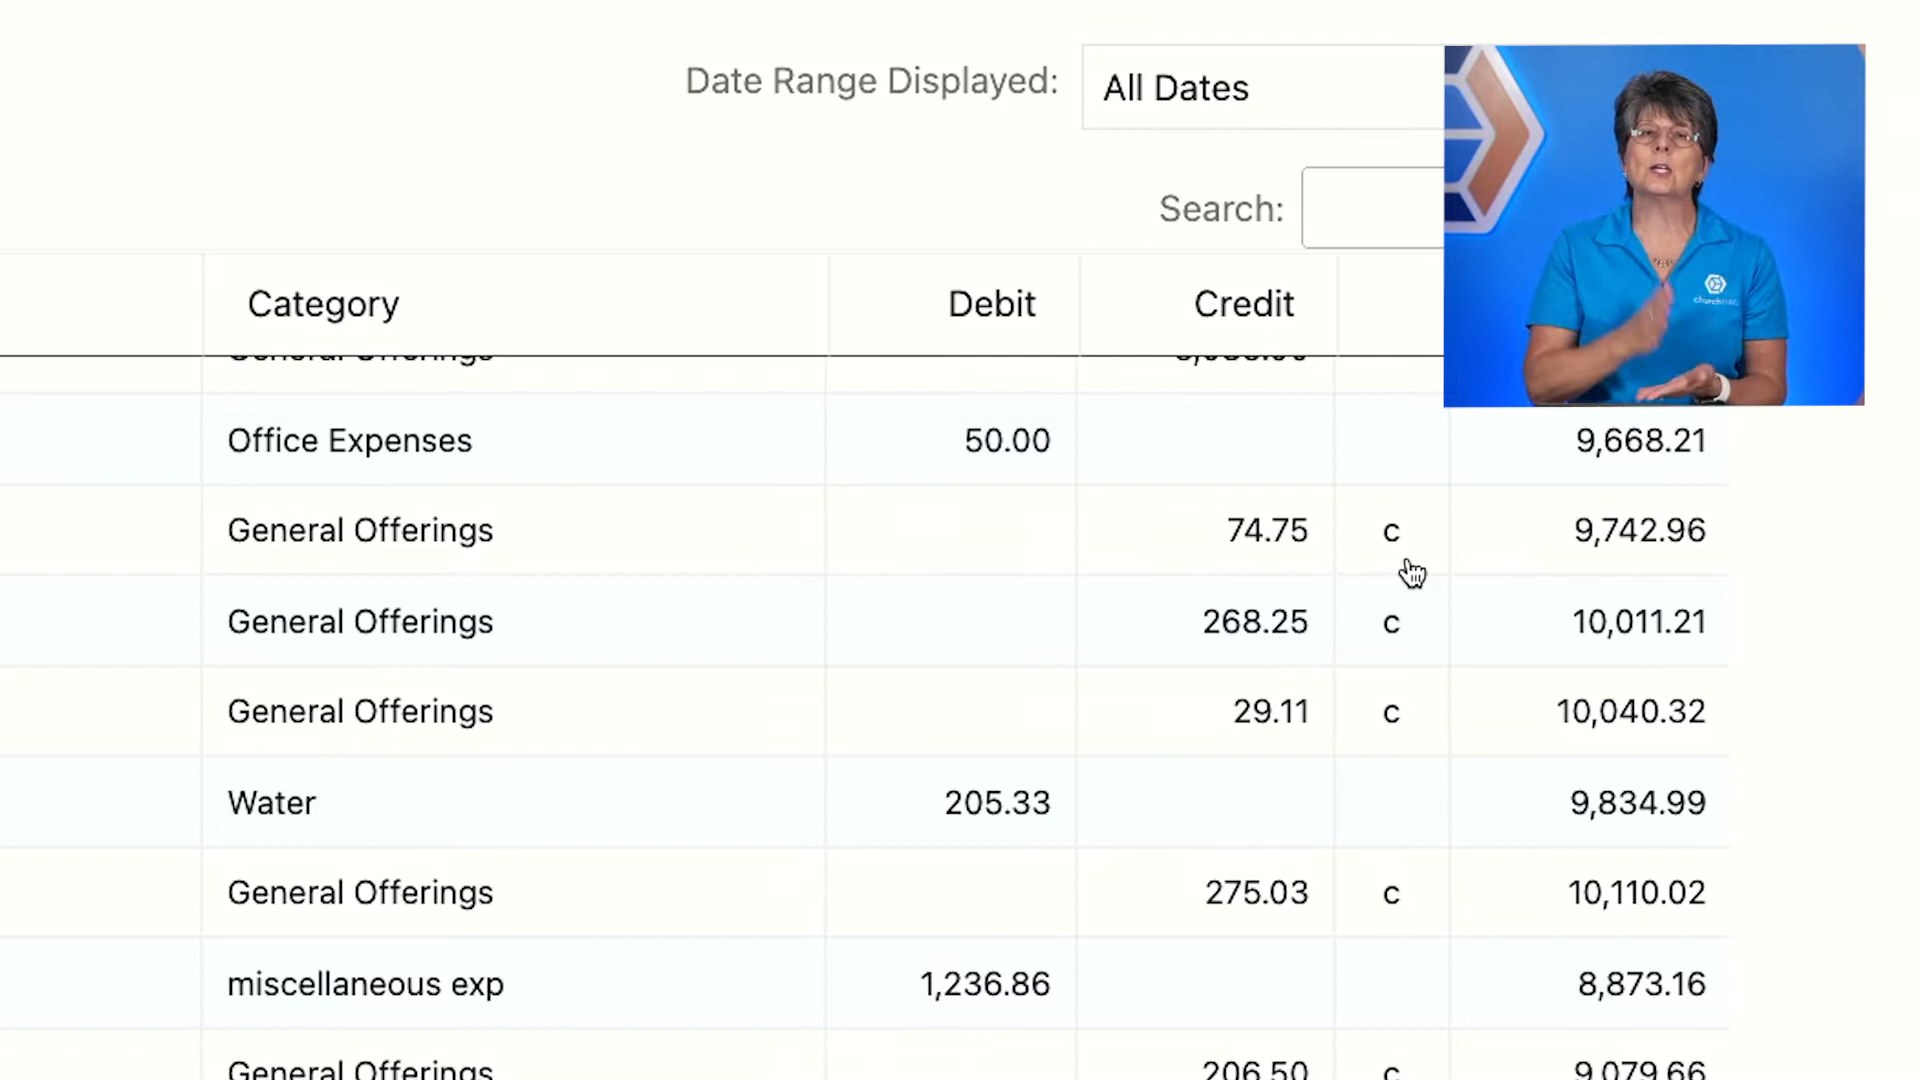 Date Range Displayed: All Dates
Search:
Category Debit Credit
General Offerings
Office Expenses 50.00 9,668.21
General Offerings 74.75 c 9,742.96
General Offerings 268.25 c 10,011.21
General Offerings 29.11 c 10,040.32
Water 205.33 9,834.99
General Offerings 275.03 c 10,110.02
miscellaneous exp 1,236.86 8,873.16
General Offerings 206.50 c 9,079.66
churchtrac